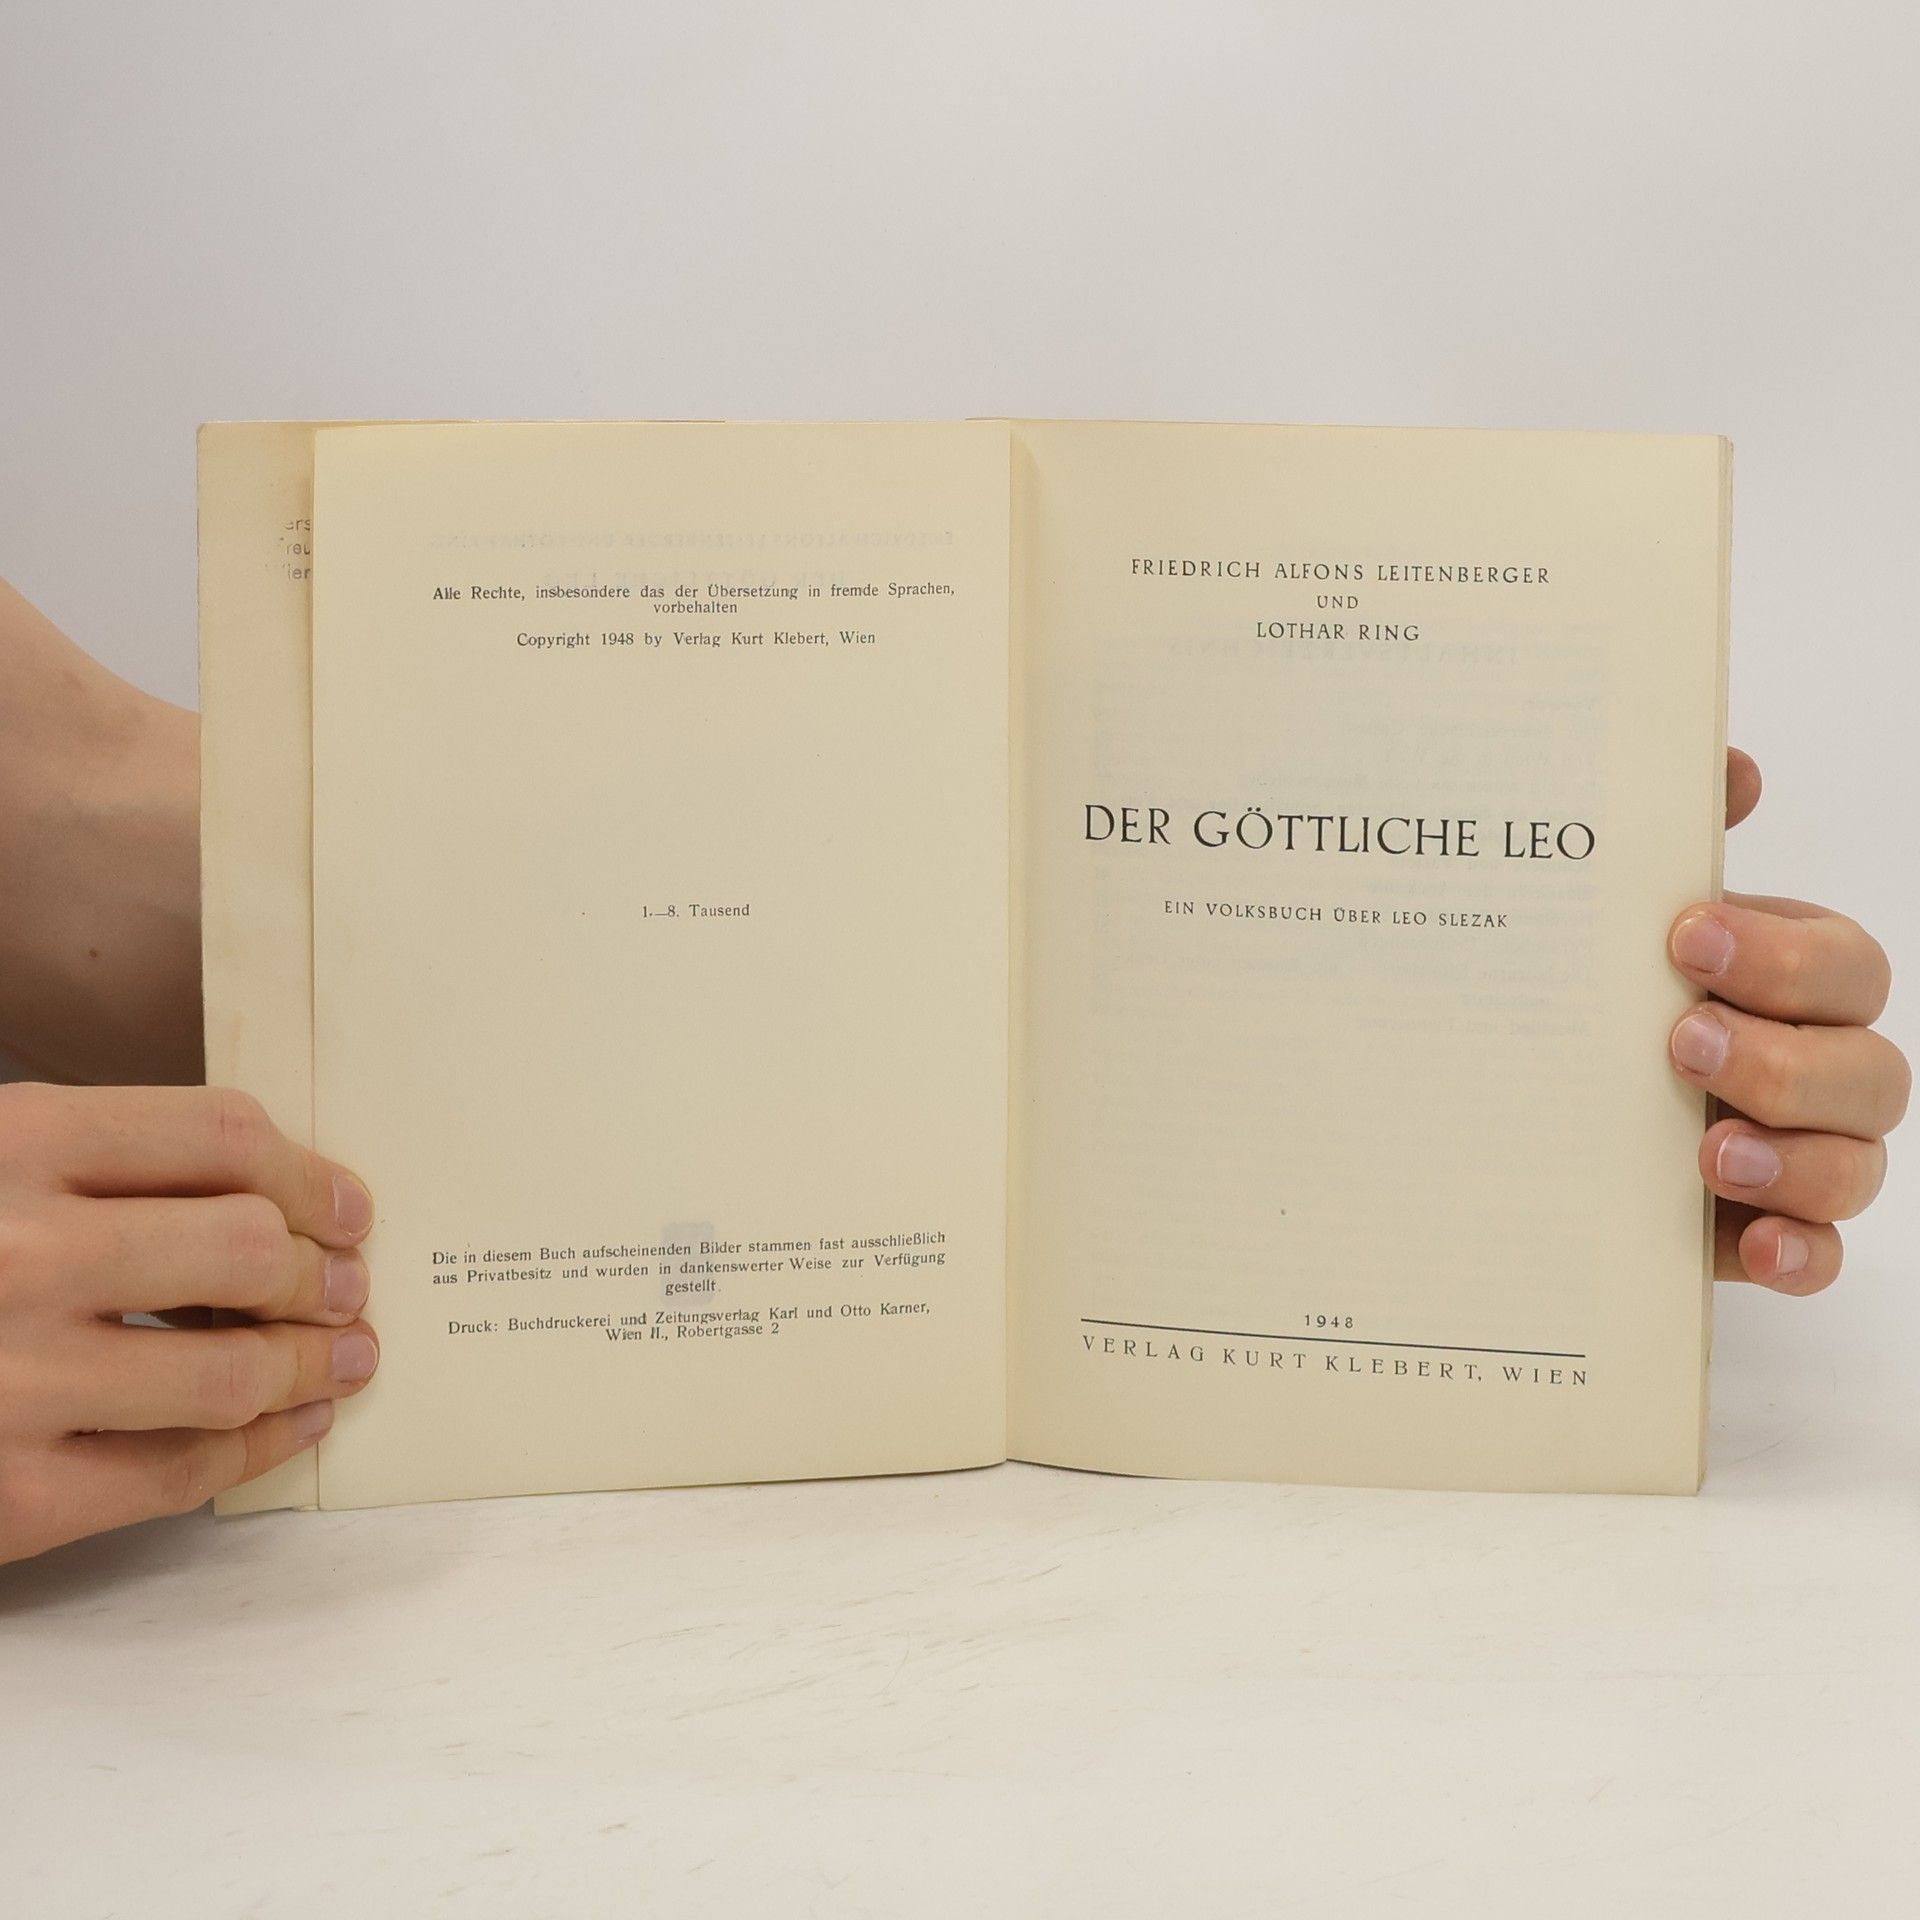 Alle Rechte, insbesondere das der Übersetzung in fremde Sprachen,
vorbehalten
Copyright 1948 by Verlag Kurt Klebert, Wien
1.—8. Tausend
Die in diesem Buch aufscheinenden Bilder stammen fast ausschließlich
aus Privatbesitz und wurden in dankenswerter Weise zur Verfügung
gestellt.
Druck: Buchdruckerei und Zeitungsverlag Karl und Otto Karner,
Wien II., Robertgasse 2
FRIEDRICH ALFONS LEITENBERGER
UND
LOTHAR RING
DER GÖTTLICHE LEO
EIN VOLKSBUCH ÜBER LEO SLEZAK
1948
VERLAG KURT KLEBERT, WIEN